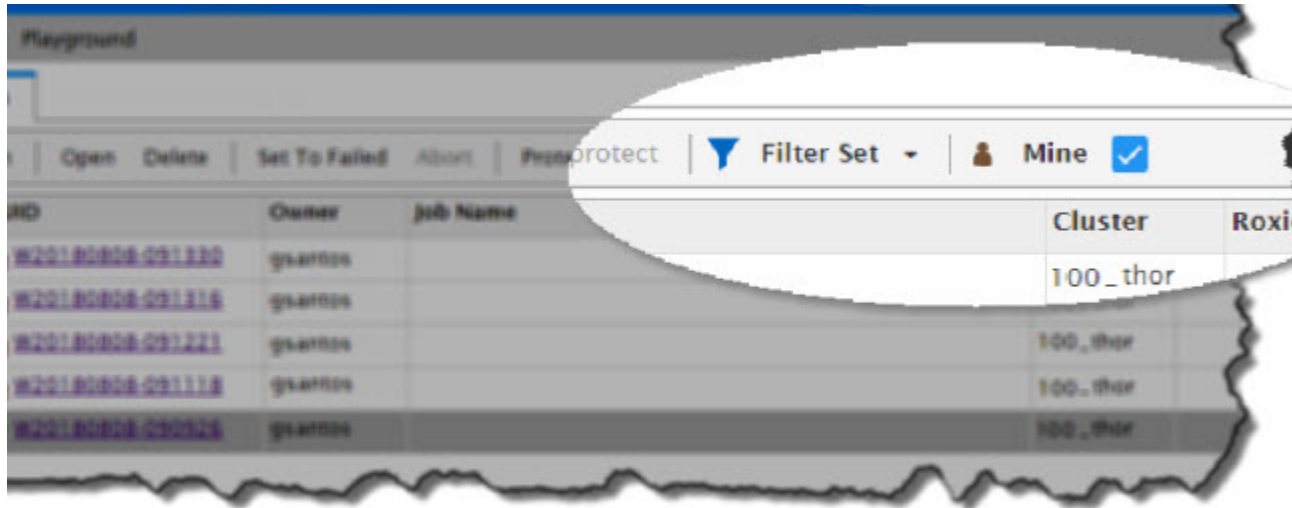 Playground
Open Delete Set To Failed Abort protect Filter Set Mine
Owner Job Name Cluster
W20180808-091330 gsantos 100_thor
W20180808-091316 gsantos
W20180808-091221 gsantos 100_thor
W20180808-091118 gsantos 100_thor
W20180808-090926 gsantos 100_thor